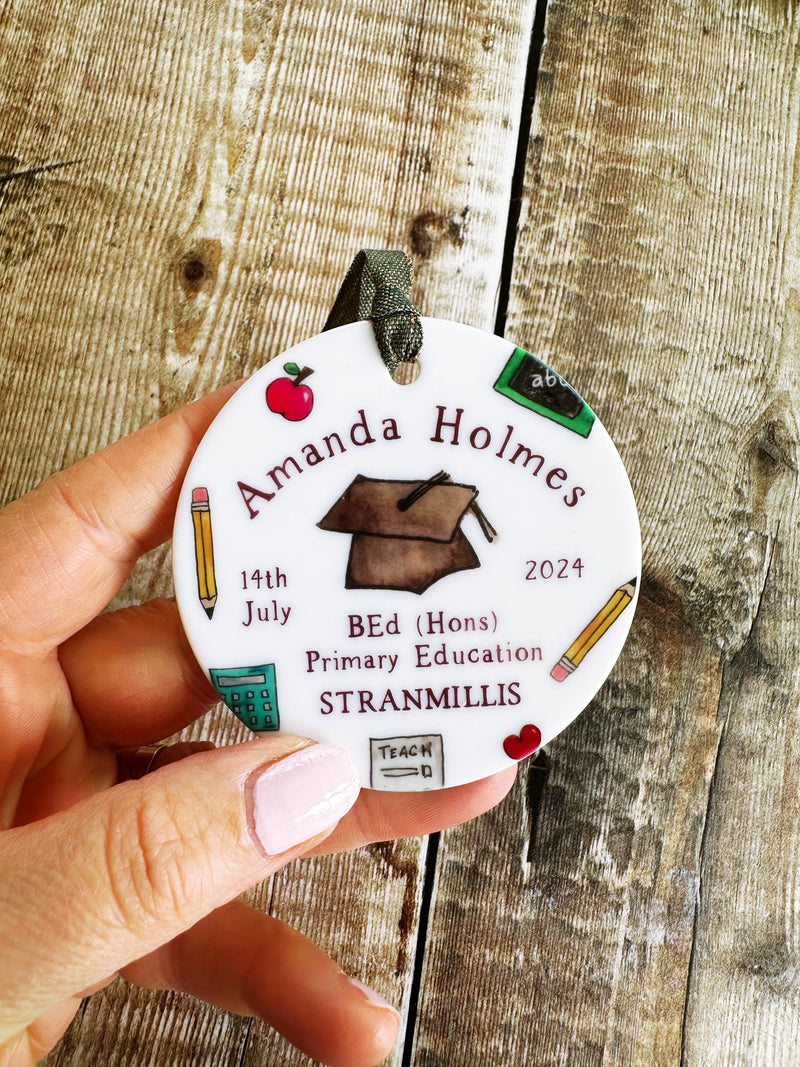 abc
Amanda Holmes
14th
July
2024
BEd (Hons)
Primary Education
STRANMILLIS
TEACH